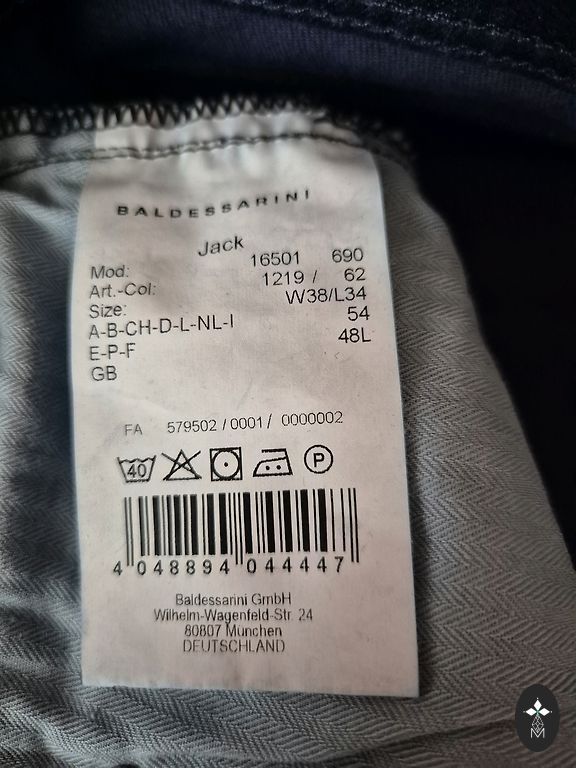 BALDESSARINI
Mod: Jack
Art.-Col: 16501 690
Size: 1219 / 62
A-B-CH-D-L-NL-I W38/L34
E-P-F 54
GB 48L
FA 579502 / 0001 / 0000002
40
P
4 048894 044447
Baldessarini GmbH
Wilhelm-Wagenfeld-Str. 24
80807 München
DEUTSCHLAND
M